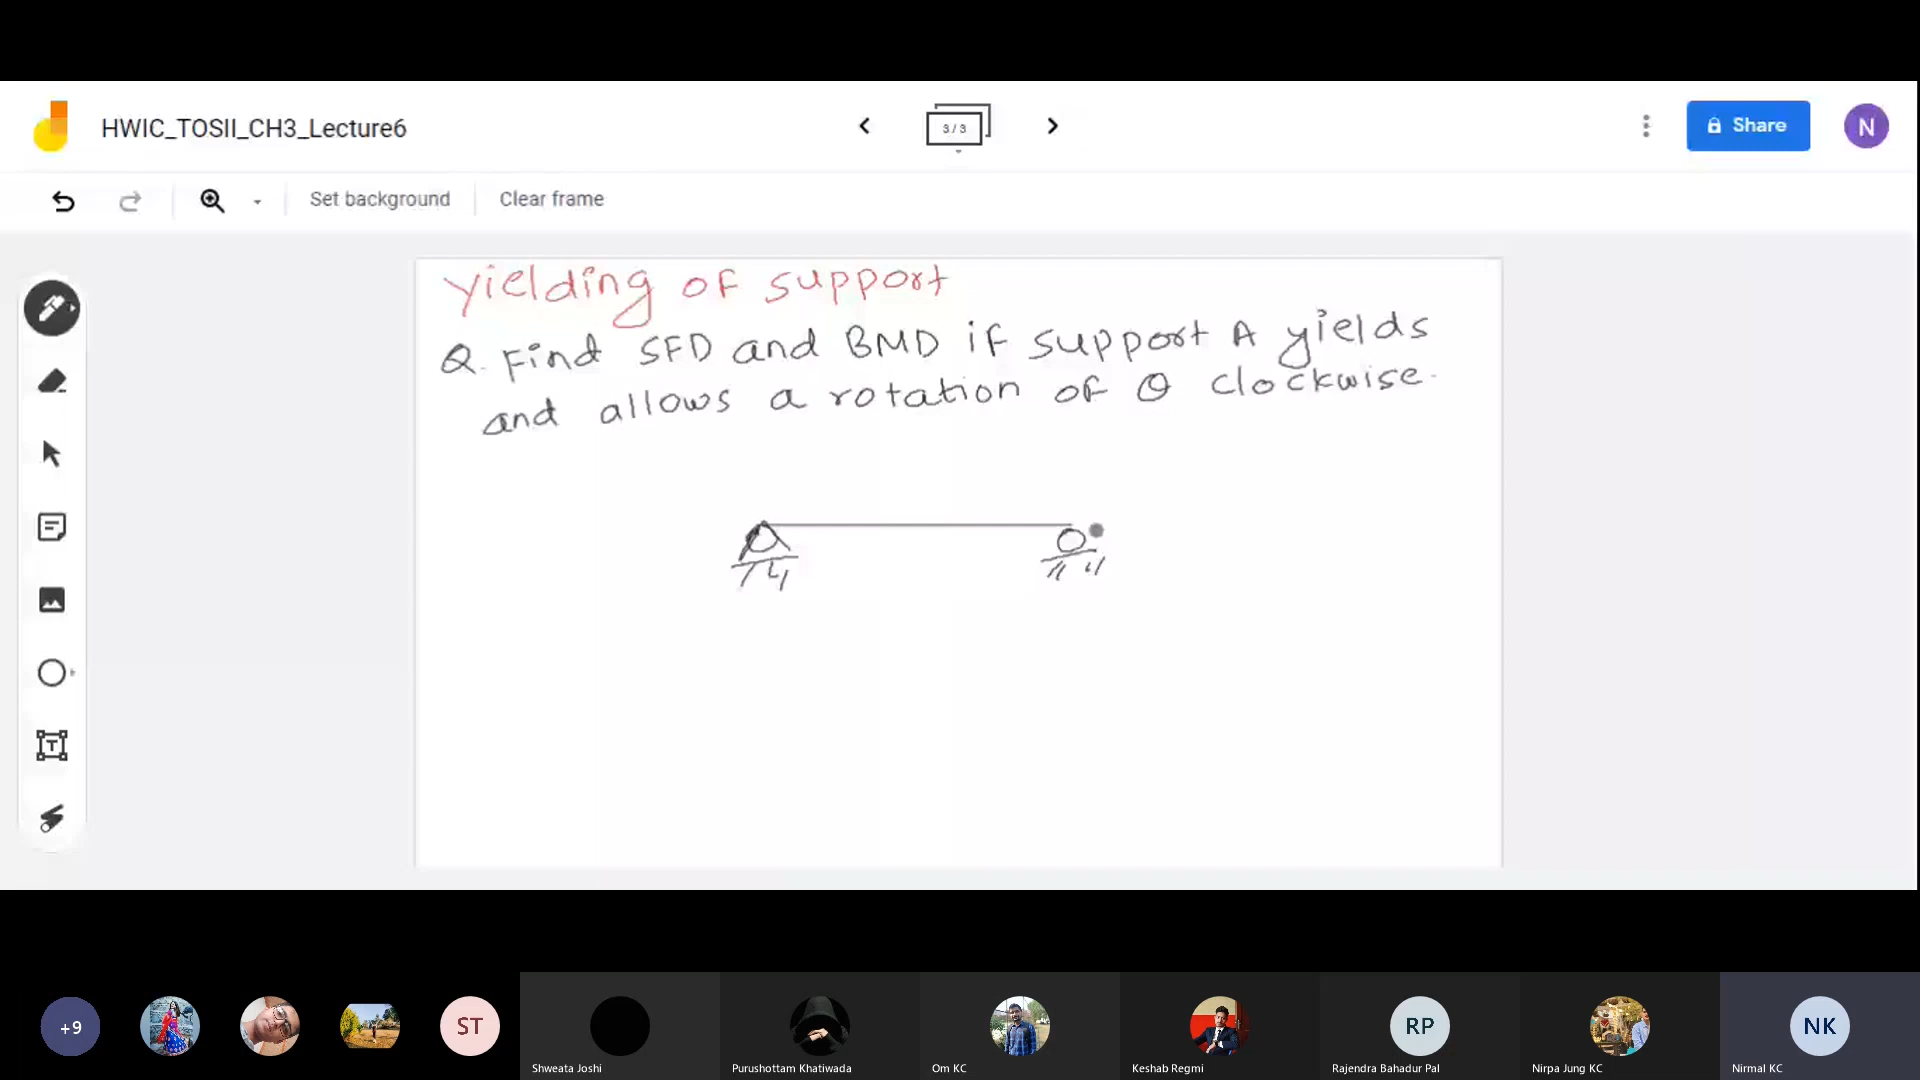 HWIC_TOSII_CH3_Lecture6
3 / 3
Share
N
Set background
Clear frame
Yielding of support
Q. Find SFD and BMD if support A yields
and allows a rotation of θ clockwise.
T
+9
ST
RP
NK
Shweata Joshi
Purushottam Khatiwada
Om KC
Keshab Regmi
Rajendra Bahadur Pal
Nirpa Jung KC
Nirmal KC